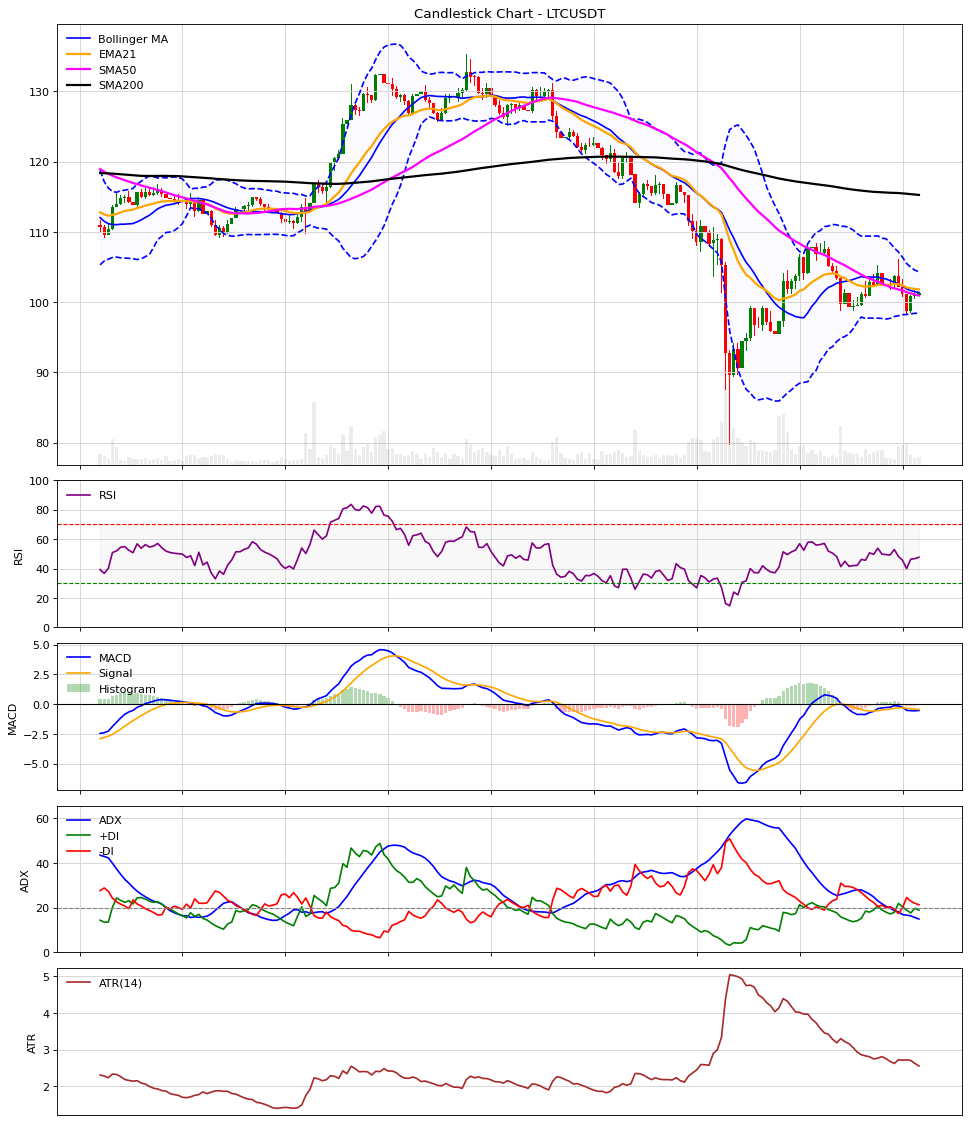 Candlestick Chart - LTCUSDT
Bollinger MA
EMA21
SMA50
SMA200
130
120
110
100
90
80
RSI
100
80
60
40
20
0
RSI
MACD
Signal
Histogram
5.0
2.5
0.0
−2.5
−5.0
MACD
ADX
+DI
-DI
60
40
20
0
ADX
ATR(14)
5
4
3
2
ATR